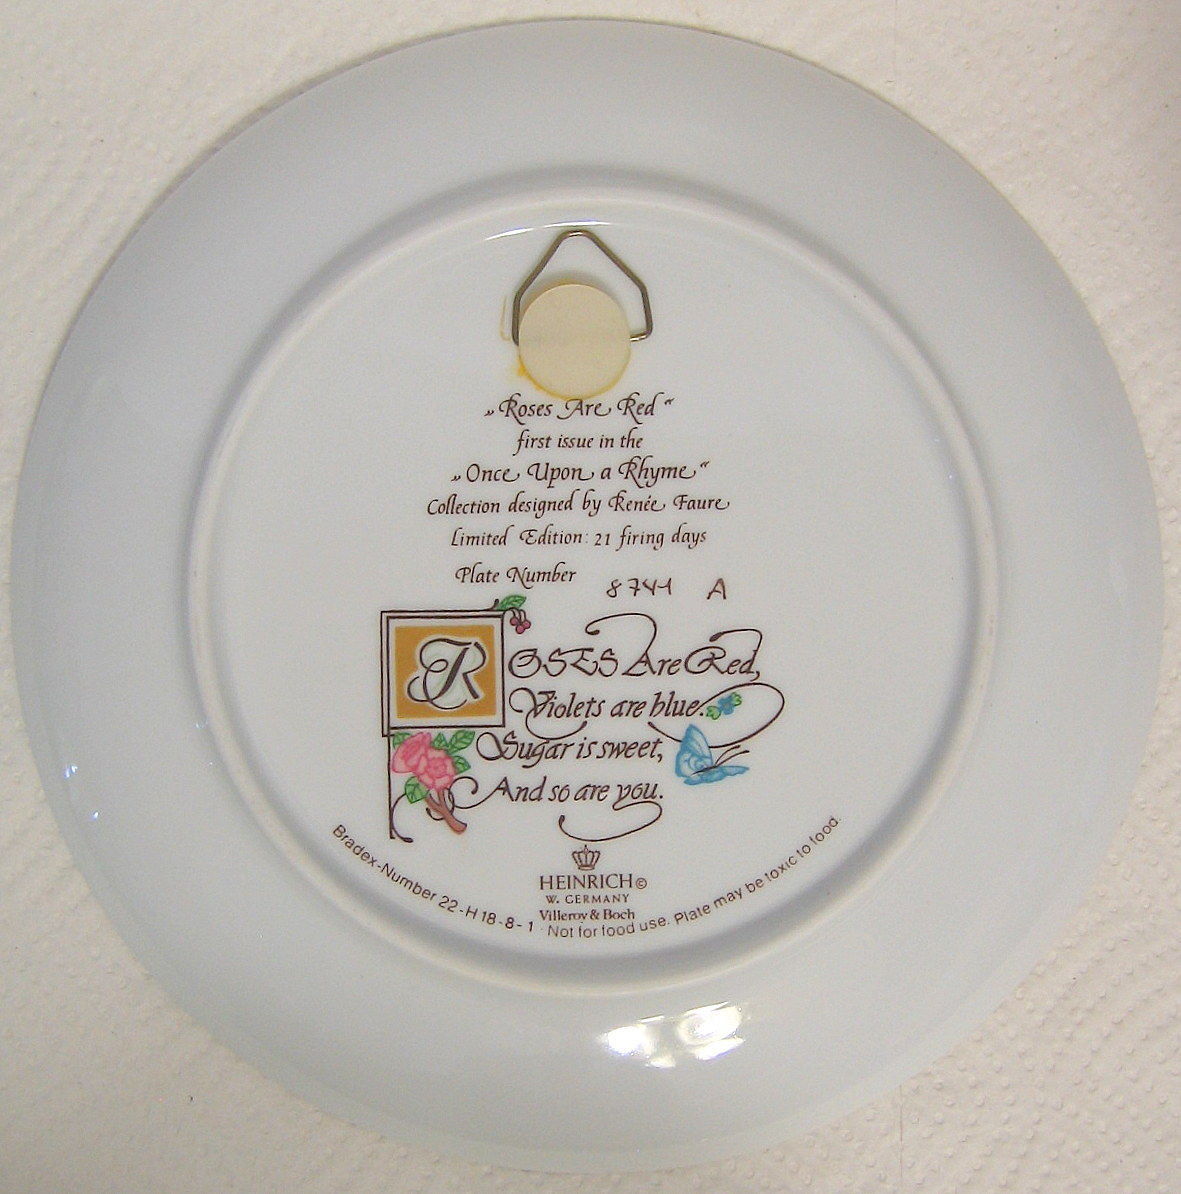 „Roses Are Red“
first issue in the
„Once Upon a Rhyme“
Collection designed by Renée Faure
Limited Edition: 21 firing days
Plate Number 8741 A
ROSES Are Red,
Violets are blue.
Sugar is sweet,
And so are you.
HEINRICH©
W. GERMANY
Villeroy & Boch
Bradex-Number 22-H18-8-1 · Not for food use. Plate may be toxic to food.